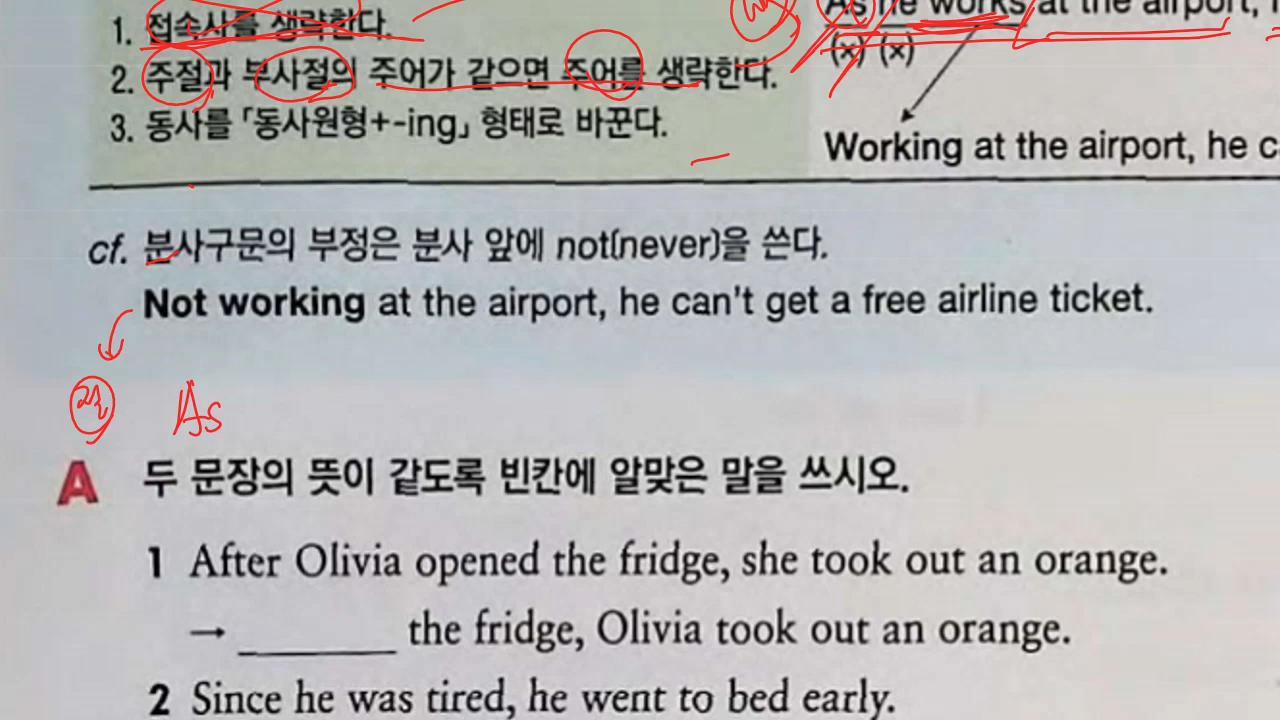 1. 접속사를 생략한다.
As he works at the airport,
(x) (x)
2. 주절과 부사절의 주어가 같으면 주어를 생략한다.
3. 동사를 「동사원형+-ing」 형태로 바꾼다.
Working at the airport, he c
cf. 분사구문의 부정은 분사 앞에 not(never)을 쓴다.
Not working at the airport, he can't get a free airline ticket.
As
A 두 문장의 뜻이 같도록 빈칸에 알맞은 말을 쓰시오.
1 After Olivia opened the fridge, she took out an orange.
→ ________ the fridge, Olivia took out an orange.
2 Since he was tired, he went to bed early.